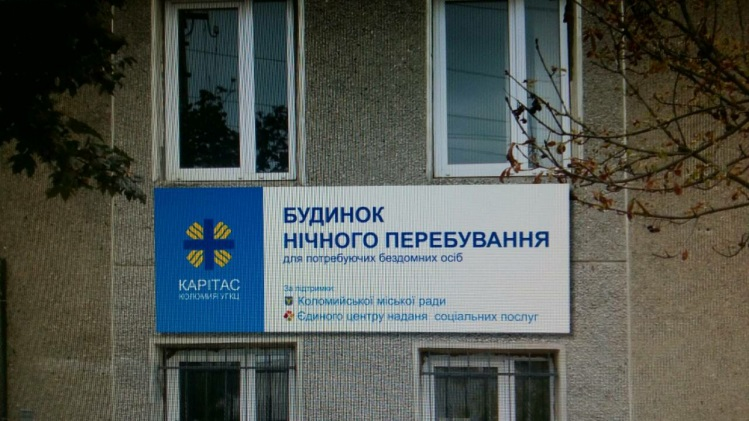 КАРІТАС
КОЛОМИЯ УГКЦ
БУДИНОК
НІЧНОГО ПЕРЕБУВАННЯ
для потребуючих бездомних осіб
За підтримки:
Коломийської міської ради
Єдиного центру наданя соціальних послуг